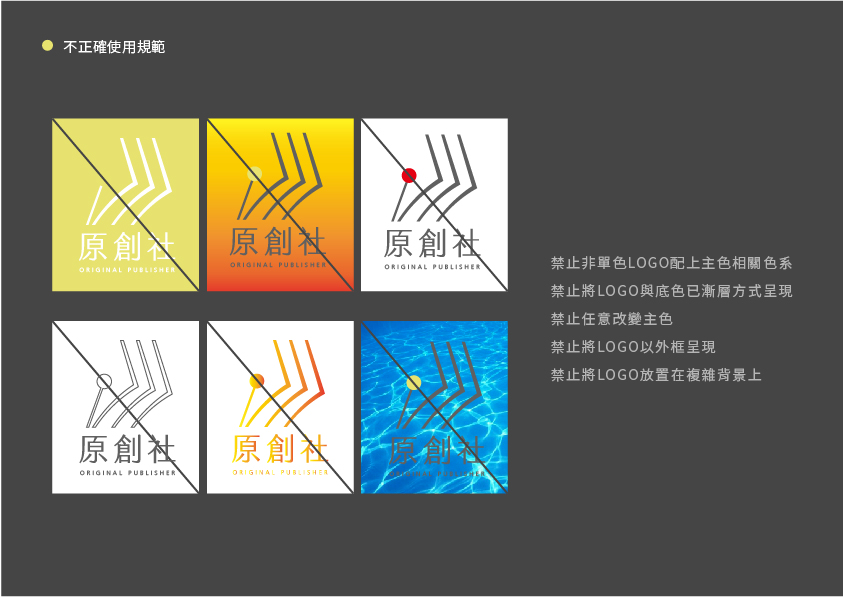 不正確使用規範
原創社
ORIGINAL PUBLISHER
原創社
ORIGINAL PUBLISHER
原創社
ORIGINAL PUBLISHER
原創社
ORIGINAL PUBLISHER
原創社
ORIGINAL PUBLISHER
原創社
ORIGINAL PUBLISHER
禁止非單色LOGO配上主色相關色系
禁止將LOGO與底色已漸層方式呈現
禁止任意改變主色
禁止將LOGO以外框呈現
禁止將LOGO放置在複雜背景上